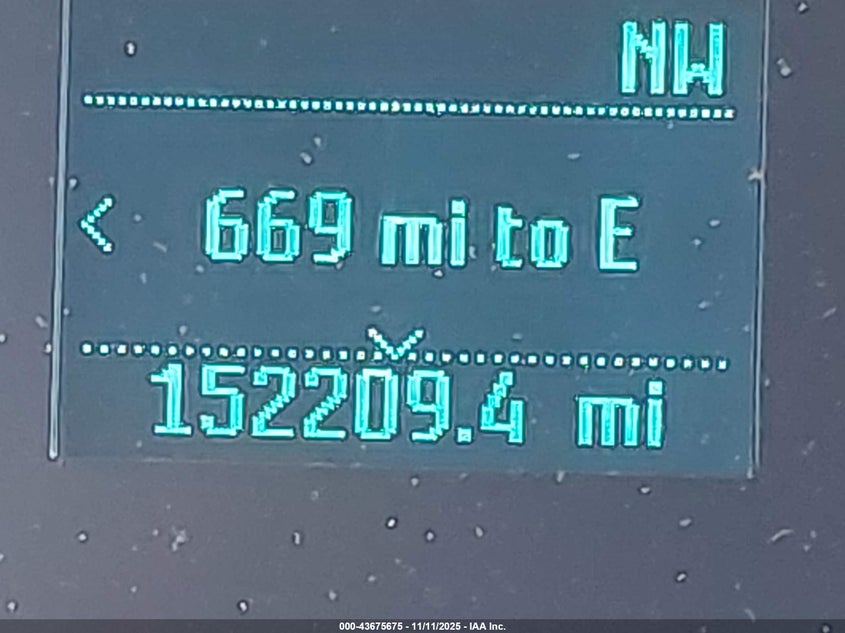 NW
< 669 mi to E
152209.4 mi
000-43675675 - 11/11/2025 - IAA Inc.